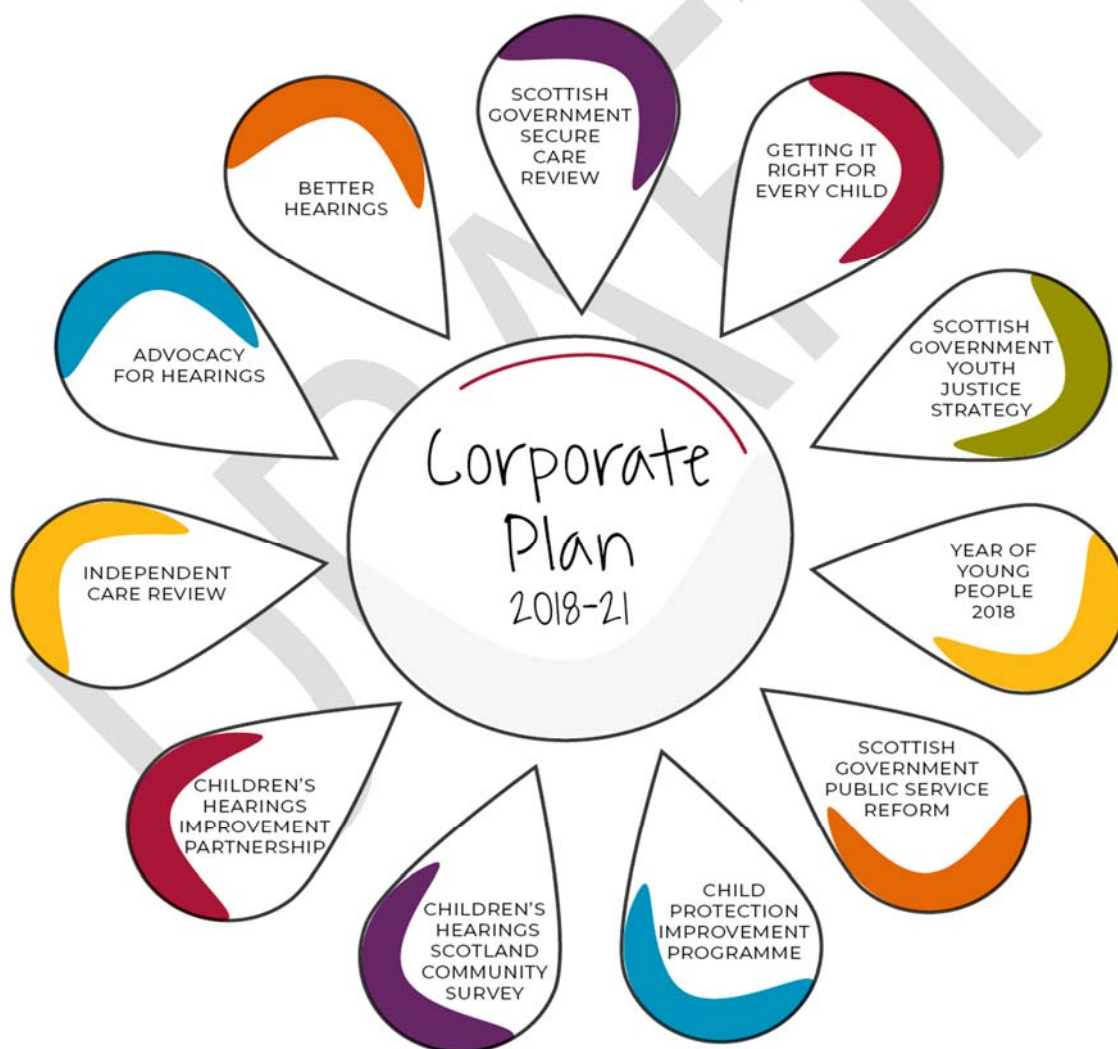 SCOTTISH
GOVERNMENT
SECURE
CARE
REVIEW
GETTING IT
RIGHT FOR
EVERY CHILD
SCOTTISH
GOVERNMENT
YOUTH
JUSTICE
STRATEGY
YEAR OF
YOUNG
PEOPLE
2018
SCOTTISH
GOVERNMENT
PUBLIC SERVICE
REFORM
CHILD
PROTECTION
IMPROVEMENT
PROGRAMME
CHILDREN'S
HEARINGS
SCOTLAND
COMMUNITY
SURVEY
CHILDREN'S
HEARINGS
IMPROVEMENT
PARTNERSHIP
INDEPENDENT
CARE REVIEW
ADVOCACY
FOR HEARINGS
BETTER
HEARINGS
Corporate
Plan
2018-21
DRAFT